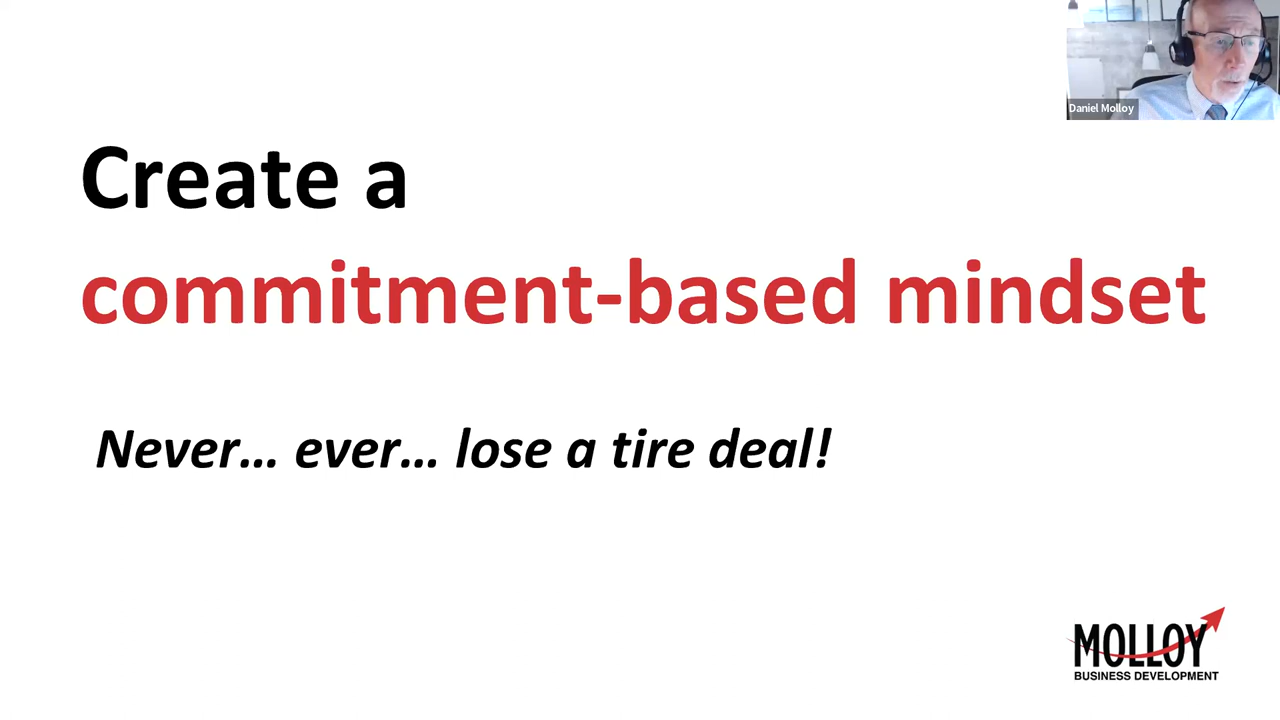 Daniel Molloy
Create a
commitment-based mindset
Never... ever... lose a tire deal!
MOLLOY
BUSINESS DEVELOPMENT